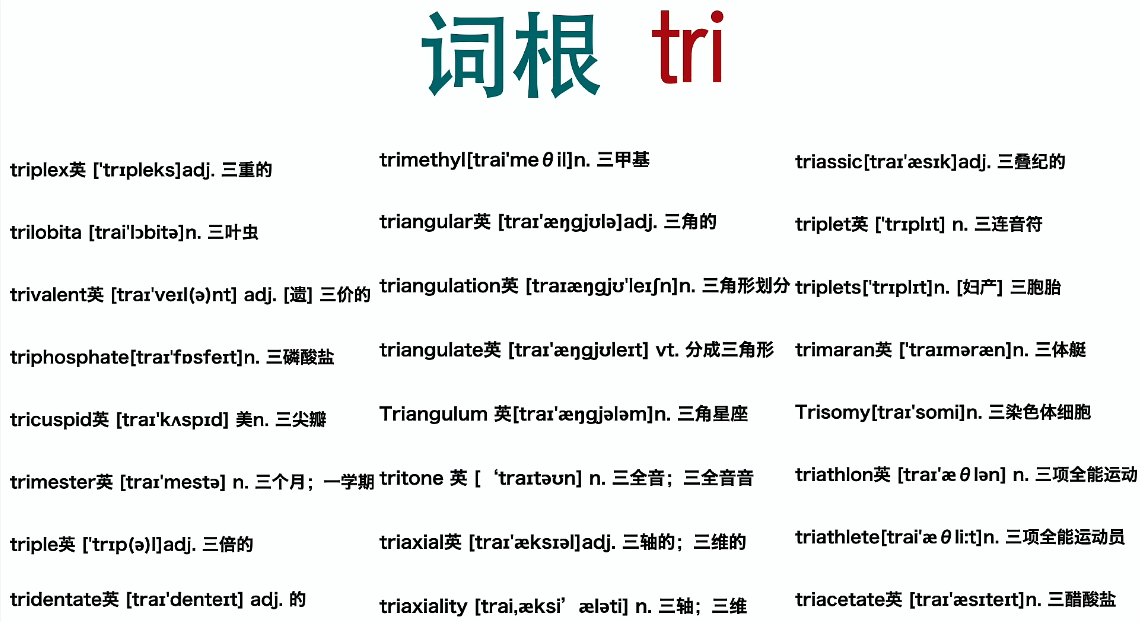 词根 tri
triplex英 ['trɪpleks]adj. 三重的
trilobita [trai'lɔbitə]n. 三叶虫
trivalent英 [traɪ'veɪl(ə)nt] adj. [遗] 三价的
triphosphate[traɪ'fɒsfeɪt]n. 三磷酸盐
tricuspid英 [traɪ'kʌspɪd] 美n. 三尖瓣
trimester英 [traɪ'mestə] n. 三个月；一学期
triple英 ['trɪp(ə)l]adj. 三倍的
tridentate英 [traɪ'denteɪt] adj. 的
trimethyl[trai'meθil]n. 三甲基
triangular英 [traɪ'æŋgjʊlə]adj. 三角的
triangulation英 [traɪæŋgjʊ'leɪʃn]n. 三角形划分
triangulate英 [traɪ'æŋgjʊleɪt] vt. 分成三角形
Triangulum 英[traɪ'æŋgjələm]n. 三角星座
tritone 英 [‘traɪtəʊn] n. 三全音；三全音音
triaxial英 [traɪ'æksɪəl]adj. 三轴的；三维的
triaxiality [trai,æksi’æləti] n. 三轴；三维
triassic[traɪ'æsɪk]adj. 三叠纪的
triplet英 ['trɪplɪt] n. 三连音符
triplets['trɪplɪt]n. [妇产] 三胞胎
trimaran英 ['traɪməræn]n. 三体艇
Trisomy[traɪ'somi]n. 三染色体细胞
triathlon英 [traɪ'æθlən] n. 三项全能运动
triathlete[trai'æθli:t]n. 三项全能运动员
triacetate英 [traɪ'æsɪteɪt]n. 三醋酸盐